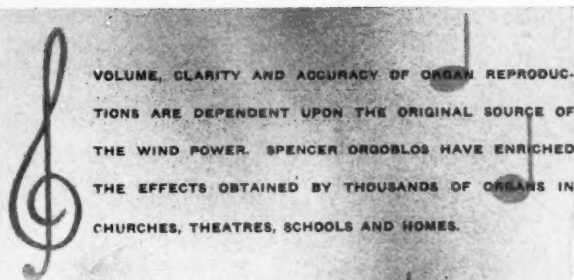 VOLUME, CLARITY AND ACCURACY OF ORGAN REPRODUC-
TIONS ARE DEPENDENT UPON THE ORIGINAL SOURCE OF
THE WIND POWER. SPENCER ORGOBLOS HAVE ENRICHED
THE EFFECTS OBTAINED BY THOUSANDS OF ORGANS IN
CHURCHES, THEATRES, SCHOOLS AND HOMES.